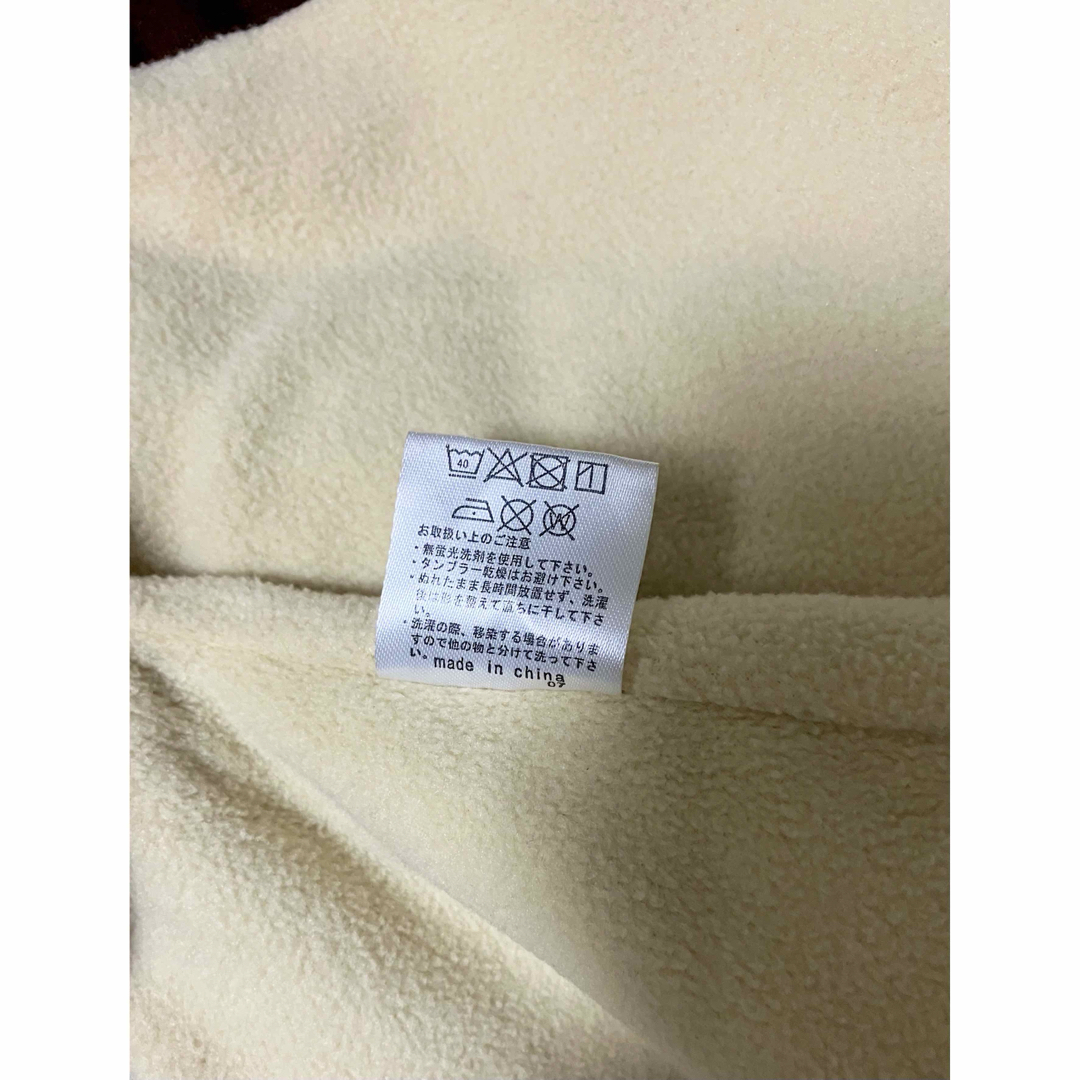 40
W
お取扱い上のご注意
・無蛍光洗剤を使用して下さい。
・タンブラー乾燥はお避け下さい。
・ぬれたまま長時間放置せず、洗濯
後は形を整えて直ちに干して下さ
い。
・洗濯の際、移染する場合がありま
すので他の物と分けて洗って下さ
い。
made in china
07